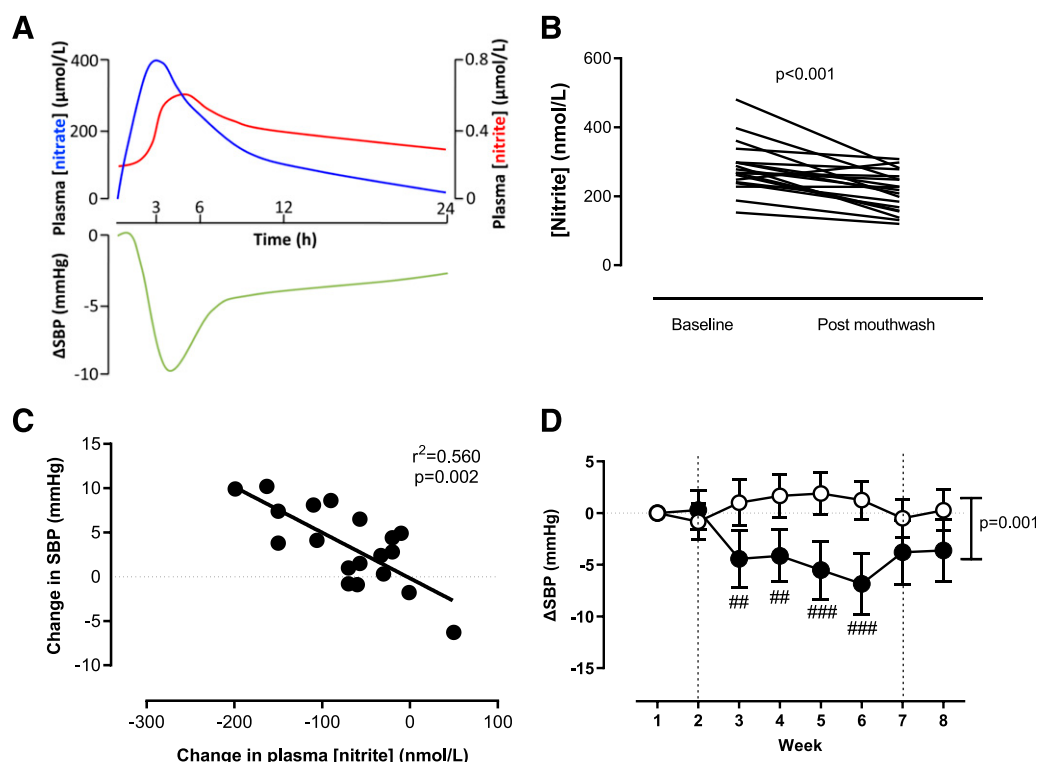 A
Plasma [nitrate] (μmol/L)
400
200
0
0.8
0.4
0
Plasma [nitrite] (μmol/L)
3 6 12 24
Time (h)
ΔSBP (mmHg)
0
-5
-10
B
[Nitrite] (nmol/L)
600
400
200
0
p<0.001
Baseline Post mouthwash
C
Change in SBP (mmHg)
15
10
5
0
-5
-10
r²=0.560
p=0.002
-300 -200 -100 0 100
Change in plasma [nitrite] (nmol/L)
D
ΔSBP (mmHg)
5
0
-5
-10
-15
p=0.001
## ## ### ###
1 2 3 4 5 6 7 8
Week